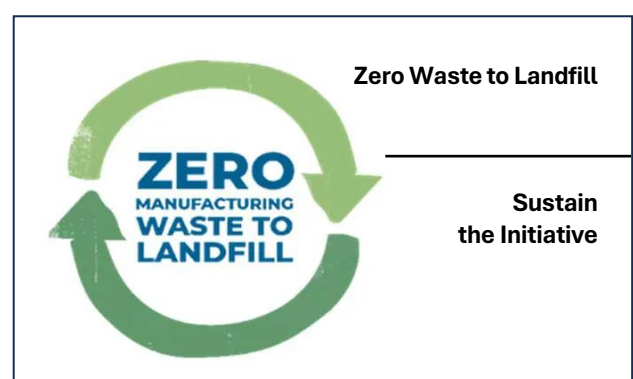 Zero Waste to Landfill
ZERO
MANUFACTURING
WASTE TO
LANDFILL
Sustain
the Initiative